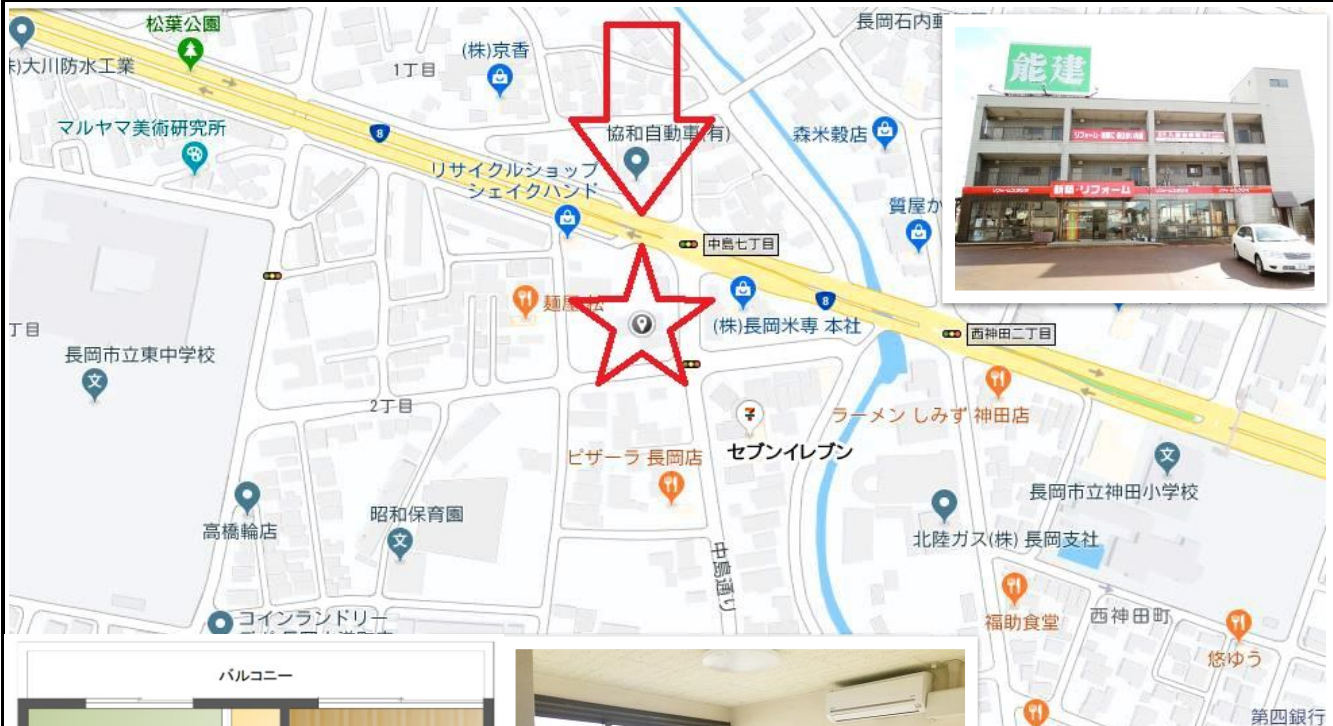 松葉公園
大川防水工業
(株)京香
1丁目
長岡石内
マルヤマ美術研究所
8
協和自動車(有)
森米穀店
リサイクルショップ
シェイクハンド
質屋か
中島七丁目
麺屋
(株)長岡米専 本社
8
西神田二丁目
丁目
長岡市立東中学校
文
2丁目
ラーメン しみず 神田店
セブンイレブン
ピザーラ 長岡店
文
長岡市立神田小学校
高橋輪店
昭和保育園
文
北陸ガス(株) 長岡支社
中島通り
コインランドリー
福助食堂
西神田町
悠ゆう
第四銀行
能建
新築・リフォーム
バルコニー